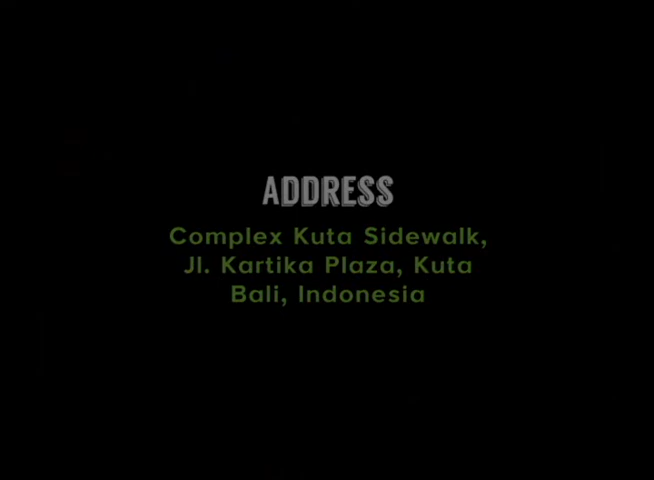 ADDRESS
Complex Kuta Sidewalk,
Jl. Kartika Plaza, Kuta
Bali, Indonesia